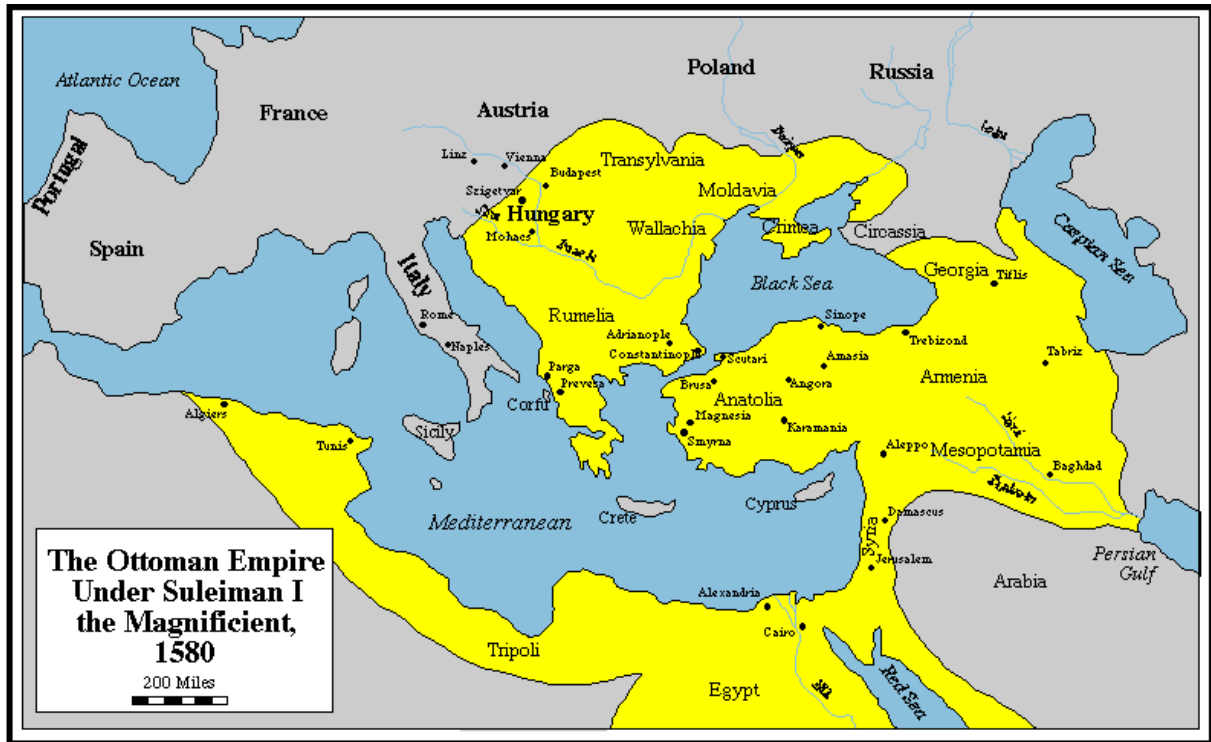 Atlantic Ocean
Portugal
Spain
France
Austria
Poland
Russia
Linz
Vienna
Budapest
Szigetvar
Hungary
Mohacs
Transylvania
Moldavia
Wallachia
Crimea
Circassia
Caspian Sea
Georgia
Tiflis
Black Sea
Italy
Rome
Naples
Rumelia
Adrianople
Constantinople
Scutari
Sinope
Trebizond
Tabriz
Amasia
Angora
Armenia
Parga
Prevesa
Corfu
Brusa
Anatolia
Magnesia
Smyrna
Karamania
Aleppo
Mesopotamia
Baghdad
Algiers
Tunis
Sicily
Mediterranean
Crete
Cyprus
Syria
Damascus
Jerusalem
Arabia
Persian
Gulf
Alexandria
Cairo
Tripoli
Egypt
Red Sea
The Ottoman Empire
Under Suleiman I
the Magnificient,
1580
200 Miles